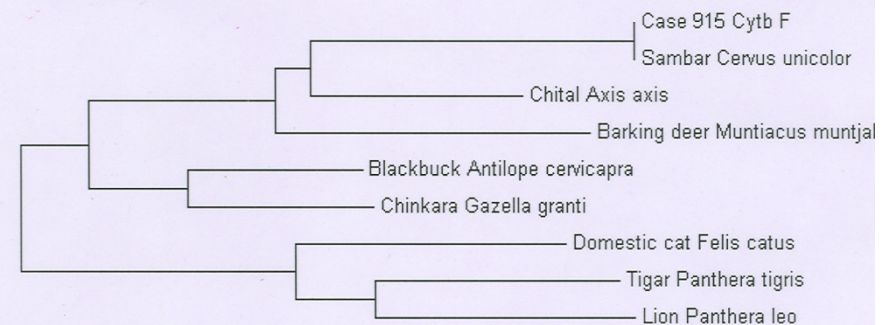 Case 915 Cytb F
Sambar Cervus unicolor
Chital Axis axis
Barking deer Muntiacus muntjal
Blackbuck Antilope cervicapra
Chinkara Gazella granti
Domestic cat Felis catus
Tigar Panthera tigris
Lion Panthera leo